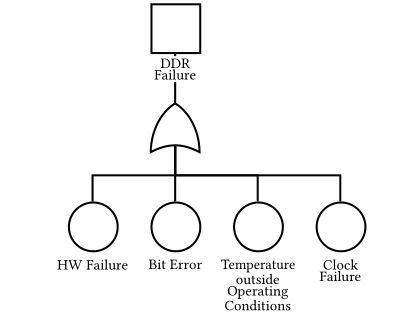 DDR
Failure
HW Failure
Bit Error
Temperature
outside
Operating
Conditions
Clock
Failure